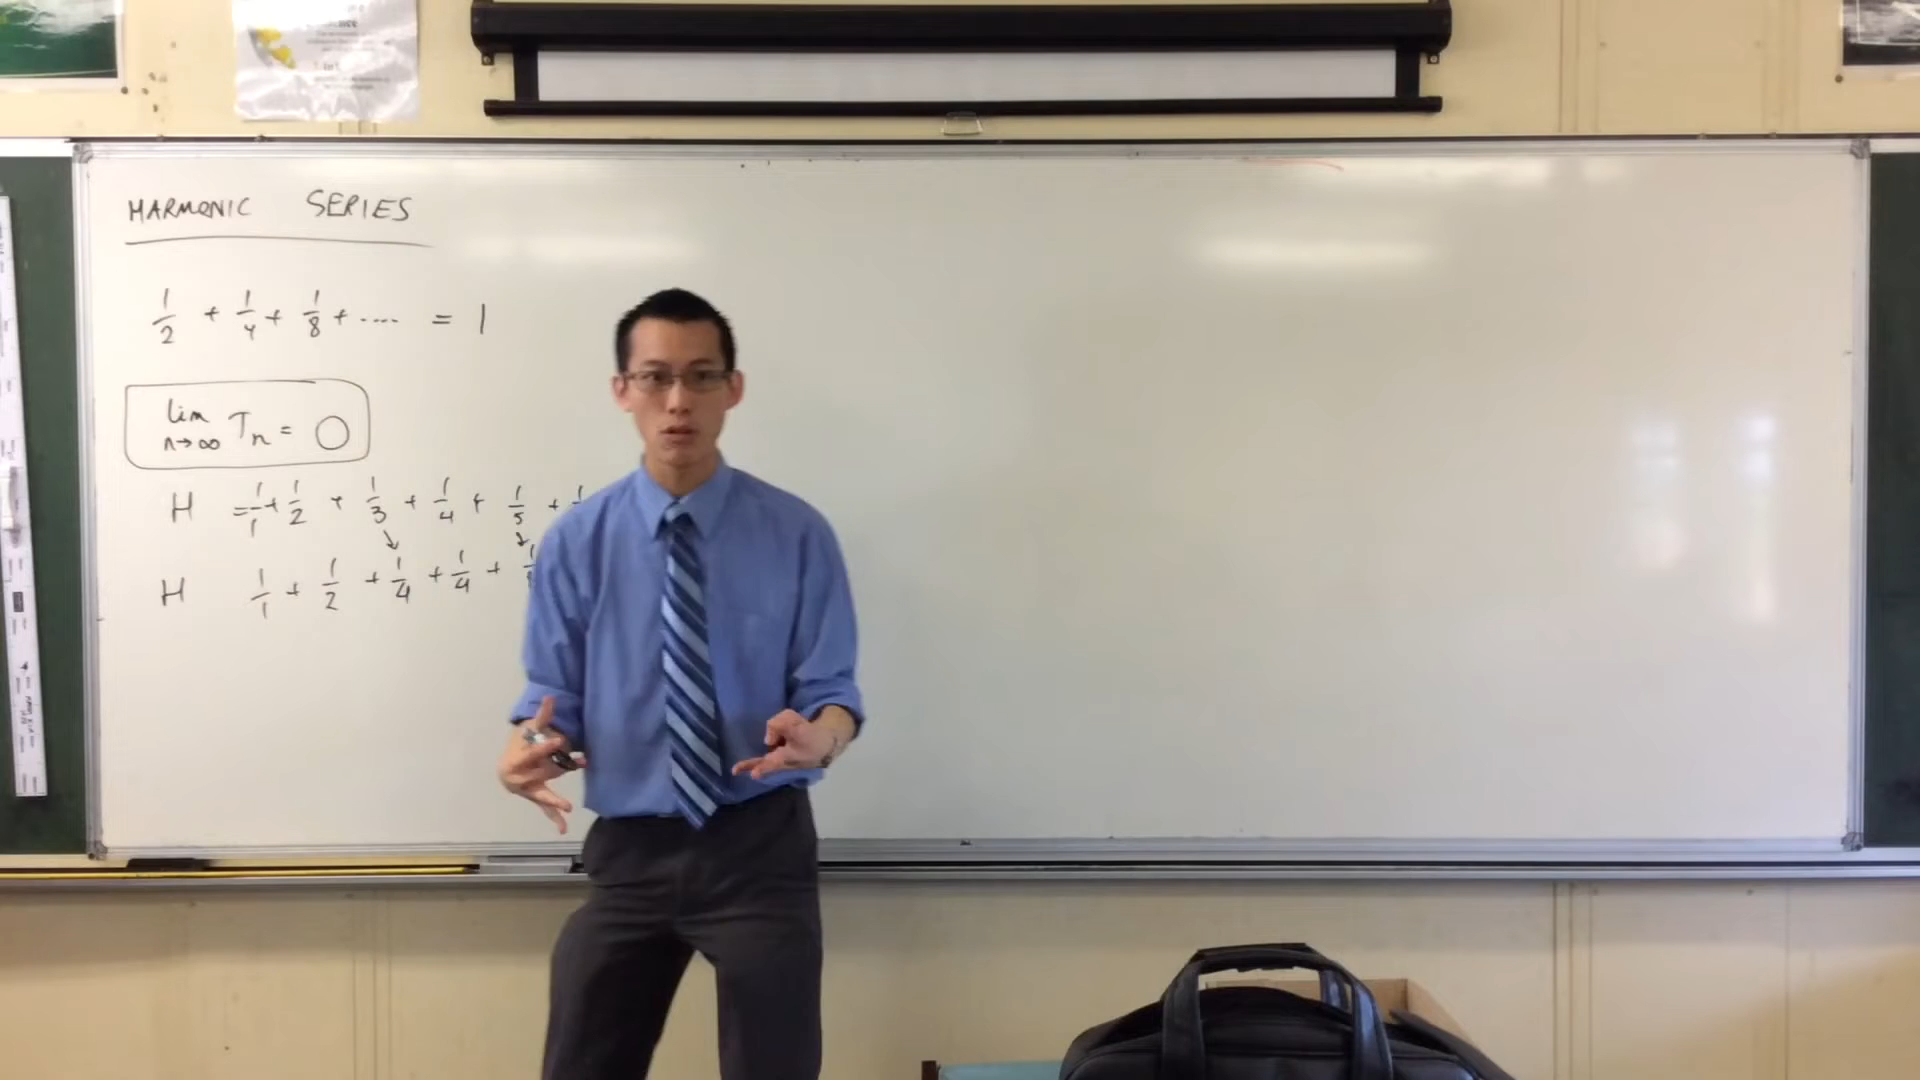 HARMONIC SERIES
1/2 + 1/4 + 1/8 + .... = 1
lim n→∞ Tn = 0
H = 1/1 + 1/2 + 1/3 + 1/4 + 1/5 +
H 1/1 + 1/2 + 1/4 + 1/4 +